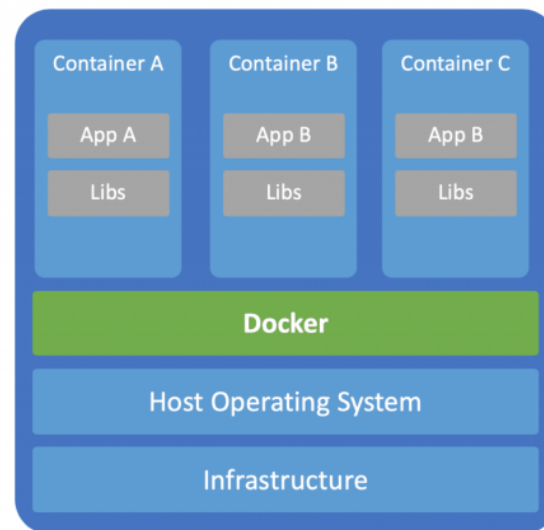 Container A
Container B
Container C
App A
App B
App B
Libs
Libs
Libs
Docker
Host Operating System
Infrastructure